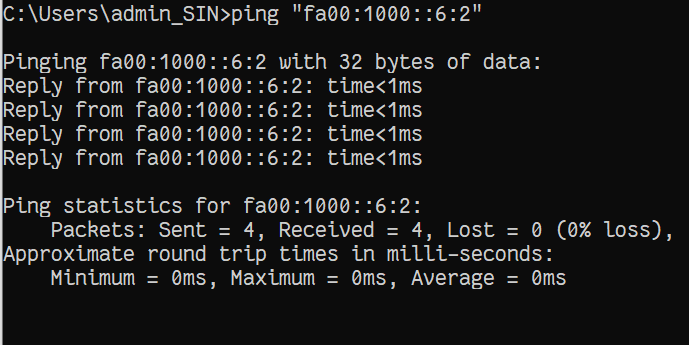 C:\Users\admin_SIN>ping "fa00:1000::6:2"
Pinging fa00:1000::6:2 with 32 bytes of data:
Reply from fa00:1000::6:2: time<1ms
Reply from fa00:1000::6:2: time<1ms
Reply from fa00:1000::6:2: time<1ms
Reply from fa00:1000::6:2: time<1ms
Ping statistics for fa00:1000::6:2:
Packets: Sent = 4, Received = 4, Lost = 0 (0% loss),
Approximate round trip times in milli-seconds:
Minimum = 0ms, Maximum = 0ms, Average = 0ms